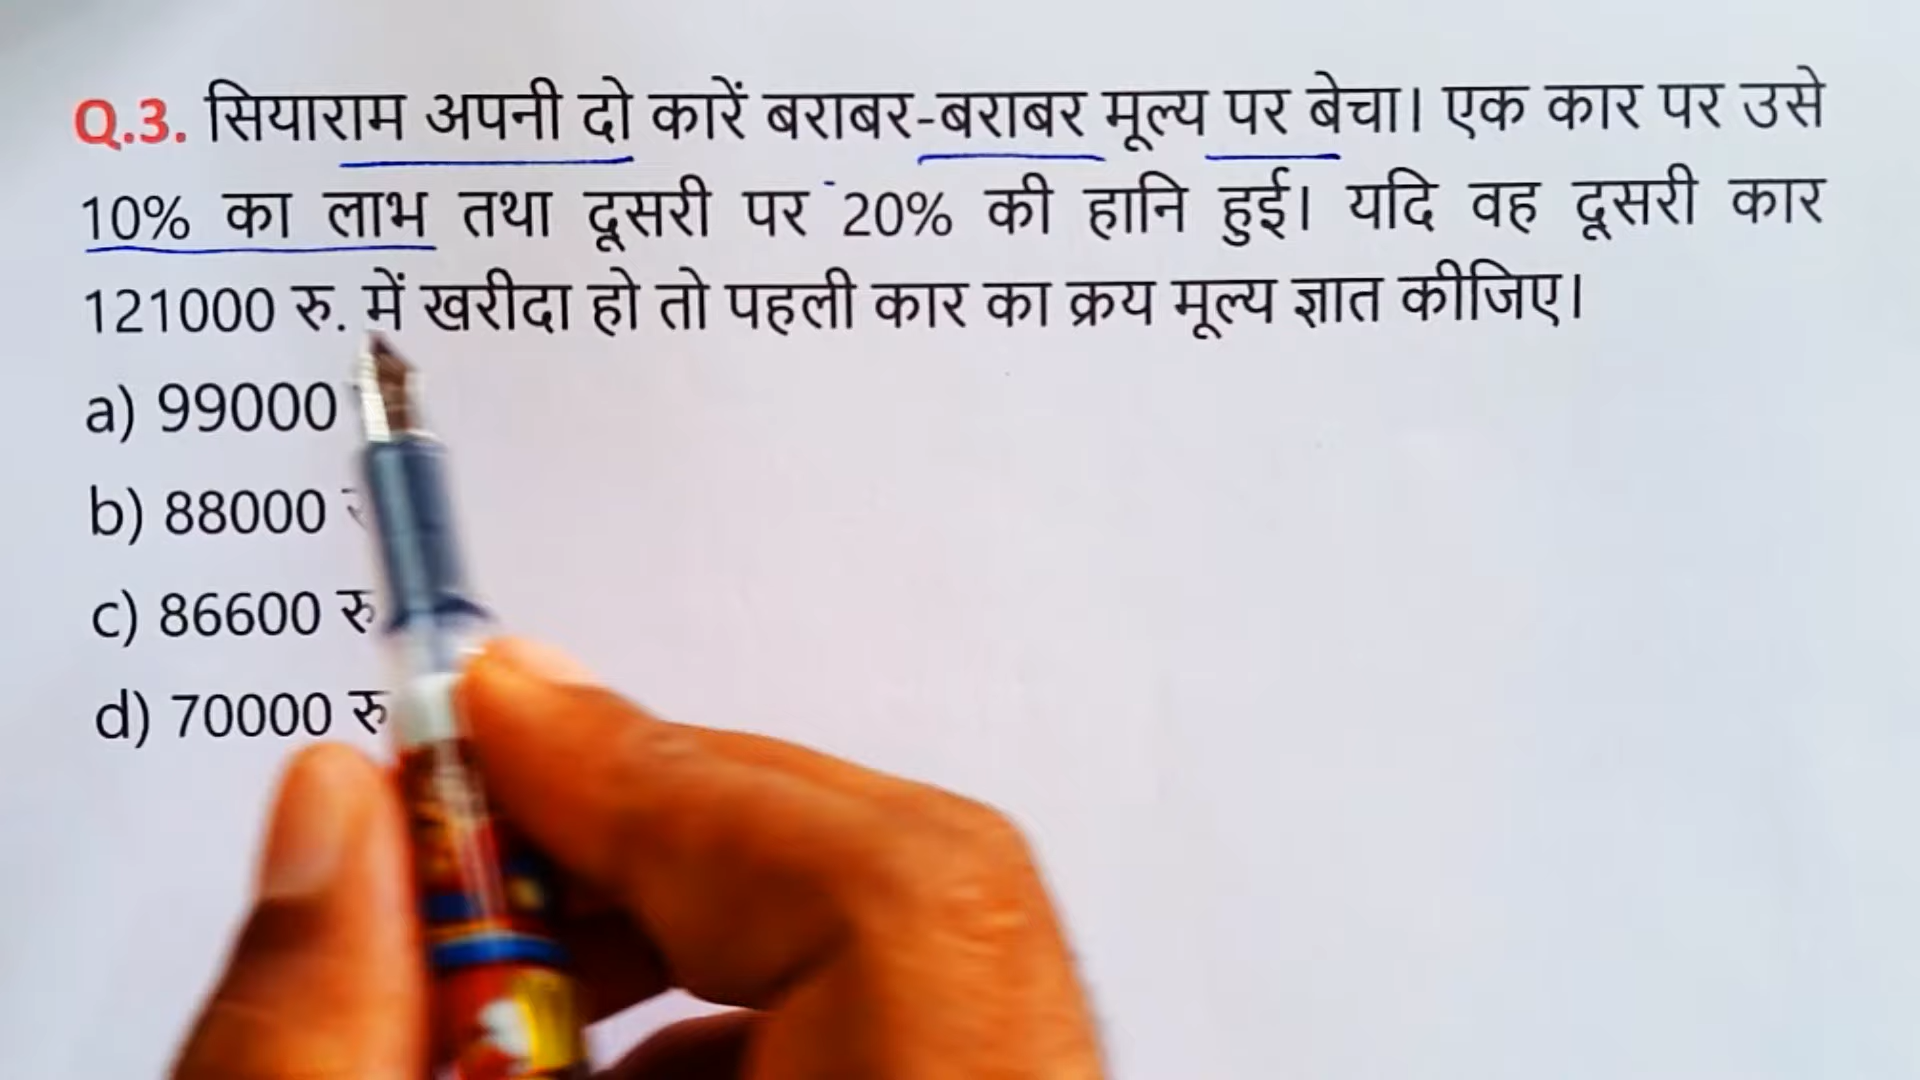 Q.3. सियाराम अपनी दो कारें बराबर-बराबर मूल्य पर बेचा। एक कार पर उसे
10% का लाभ तथा दूसरी पर 20% की हानि हुई। यदि वह दूसरी कार
121000 रु. में खरीदा हो तो पहली कार का क्रय मूल्य ज्ञात कीजिए।
a) 99000
b) 88000
c) 86600 रु
d) 70000 रु